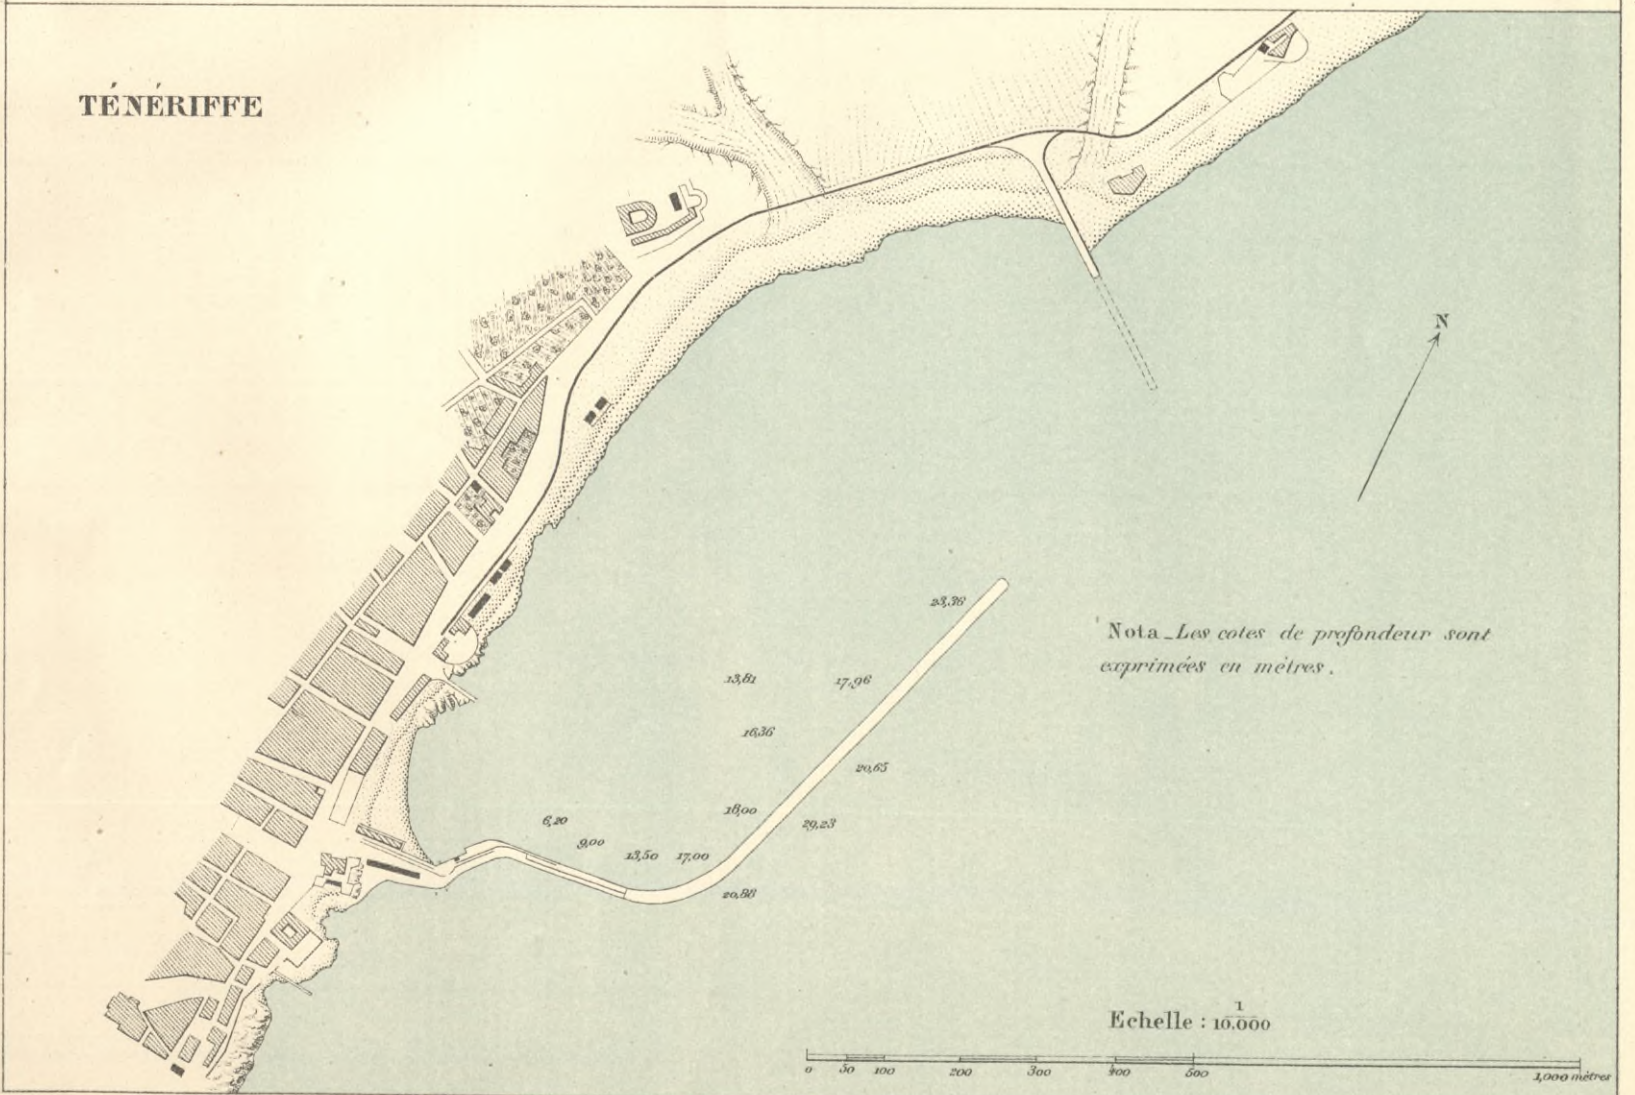 TÉNÉRIFFE
N
23,36
Nota _ Les cotes de profondeur sont
exprimées en mètres.
13,81
17,96
16,36
20,65
18,00
6,20
29,23
9,00
13,50
17,00
20,88
Echelle : 1/10.000
0 50 100 200 300 400 500 1,000 mètres